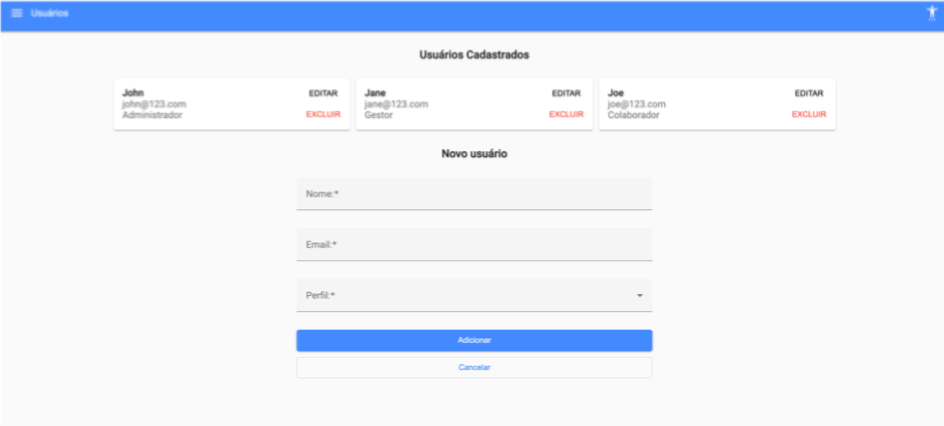 Usuários
Usuários Cadastrados
John
EDITAR
john@123.com
Administrador
EXCLUIR
Jane
EDITAR
jane@123.com
Gestor
EXCLUIR
Joe
EDITAR
joe@123.com
Colaborador
EXCLUIR
Novo usuário
Nome:*
Email:*
Perfil:*
Adicionar
Cancelar